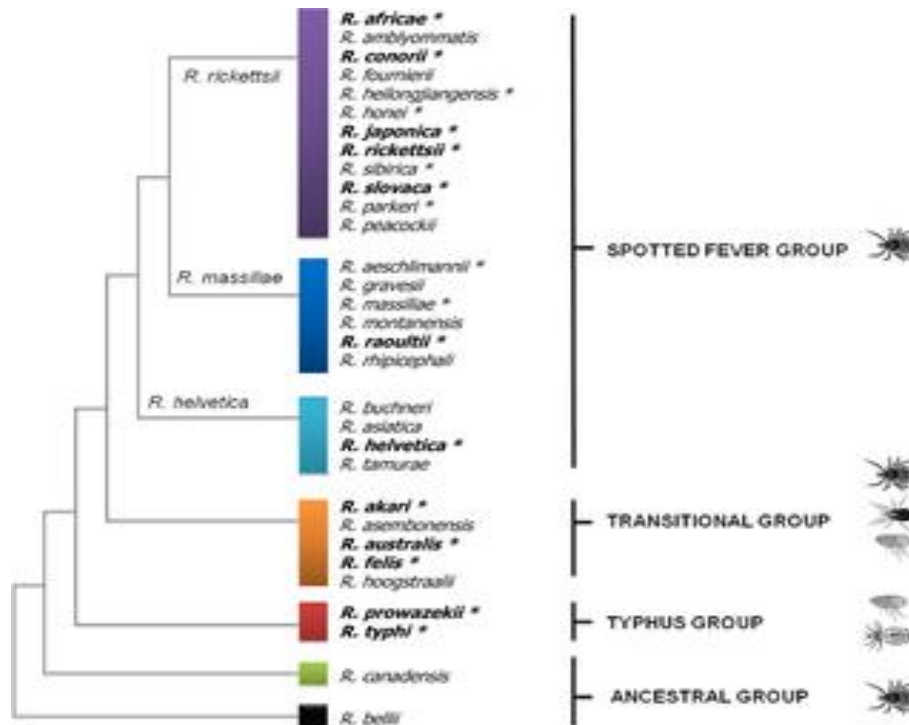 R. africae *
R. amblyommatis
R. conorii *
R. fournierii
R. heilongjiangensis *
R. honei *
R. japonica *
R. rickettsii *
R. sibirica *
R. slovaca *
R. parkeri *
R. peacockii
R. rickettsii
SPOTTED FEVER GROUP
R. massiliae
R. aeschlimannii *
R. gravesii
R. massiliae *
R. montanensis
R. raoultii *
R. rhipicephali
R. helvetica
R. buchneri
R. asiatica
R. helvetica *
R. tamurae
R. akari *
R. asembonensis
R. australis *
R. felis *
R. hoogstraalii
TRANSITIONAL GROUP
R. prowazekii *
R. typhi *
TYPHUS GROUP
R. canadensis
R. bellii
ANCESTRAL GROUP